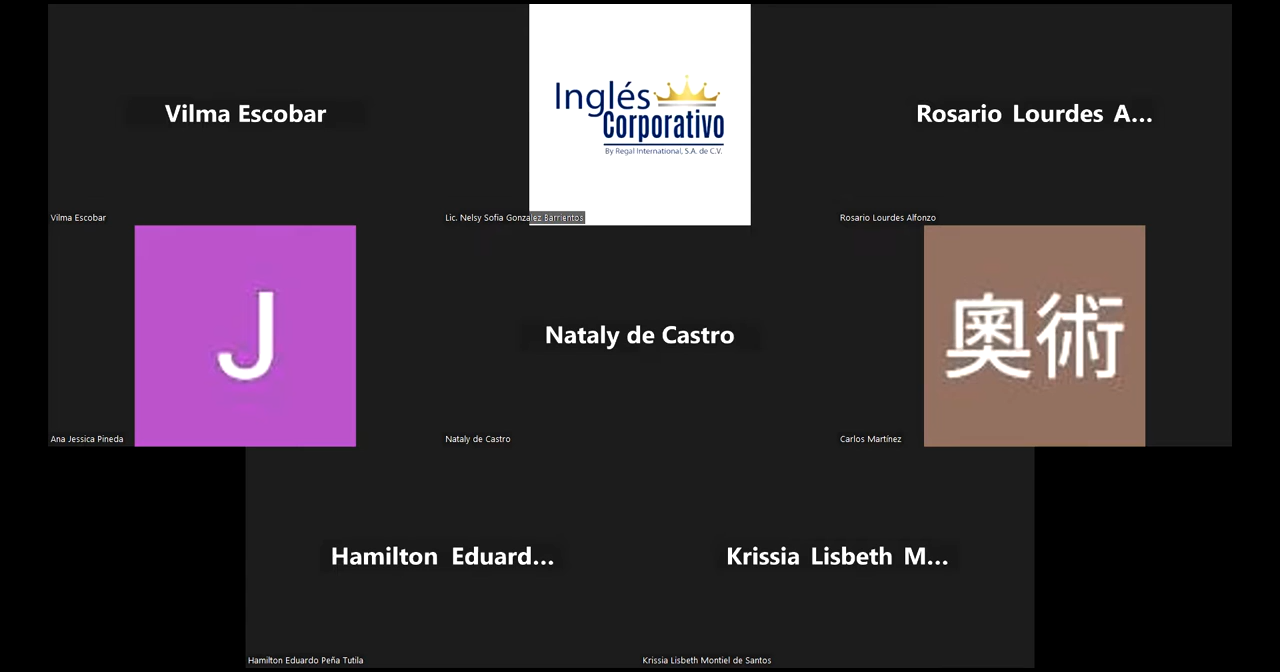 Vilma Escobar
Vilma Escobar
Inglés
Corporativo
By Regal International, S.A. de C.V.
Lic. Nelsy Sofia Gonzalez Barrientos
Rosario Lourdes A...
Rosario Lourdes Alfonzo
J
Ana Jessica Pineda
Nataly de Castro
Nataly de Castro
奧術
Carlos Martínez
Hamilton Eduard...
Hamilton Eduardo Peña Tutila
Krissia Lisbeth M...
Krissia Lisbeth Montiel de Santos